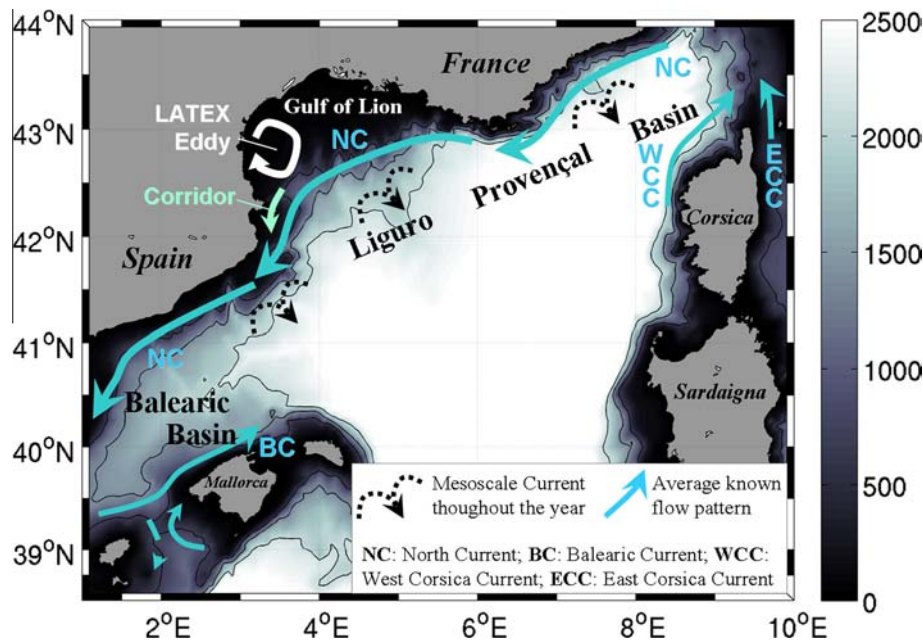 44°N
43°N
42°N
41°N
40°N
39°N
2°E
4°E
6°E
8°E
10°E
2500
2000
1500
1000
500
0
France
NC
LATEX
Eddy
Gulf of Lion
NC
Basin
Provençal
WCC
ECC
Corridor
Corsica
Liguro
Spain
NC
Sardaigna
Balearic
Basin
BC
Mallorca
Mesoscale Current
thoughout the year
Average known
flow pattern
NC: North Current; BC: Balearic Current; WCC:
West Corsica Current; ECC: East Corsica Current